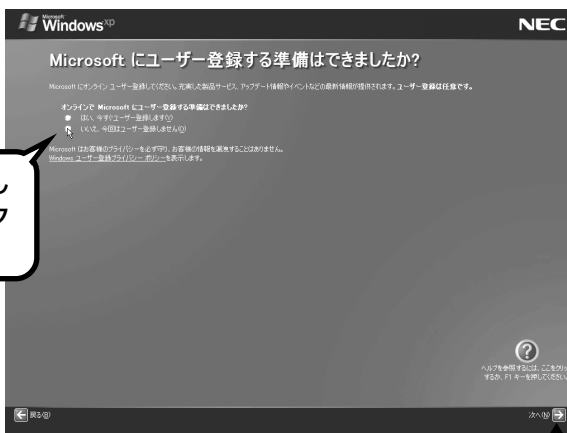 Microsoft
Windows xp
NEC
Microsoft にユーザー登録する準備はできましたか?
Microsoft にオンライン ユーザー登録してください。充実した製品サービス、アップデート情報やイベントなどの最新情報が提供されます。ユーザー登録は任意です。
オンラインで Microsoft にユーザー登録する準備はできましたか?
はい、今すぐユーザー登録します(Y)
いいえ、今回はユーザー登録しません(O)
Microsoft はお客様のプライバシーを必ず守り、お客様の情報を漏洩することはありません。
Windows ユーザー登録プライバシー ポリシーを表示します。
ん
ク
ヘルプを参照するには、ここをクリッ
するか、F1 キーを押してください。
戻る(B)
次へ(N)